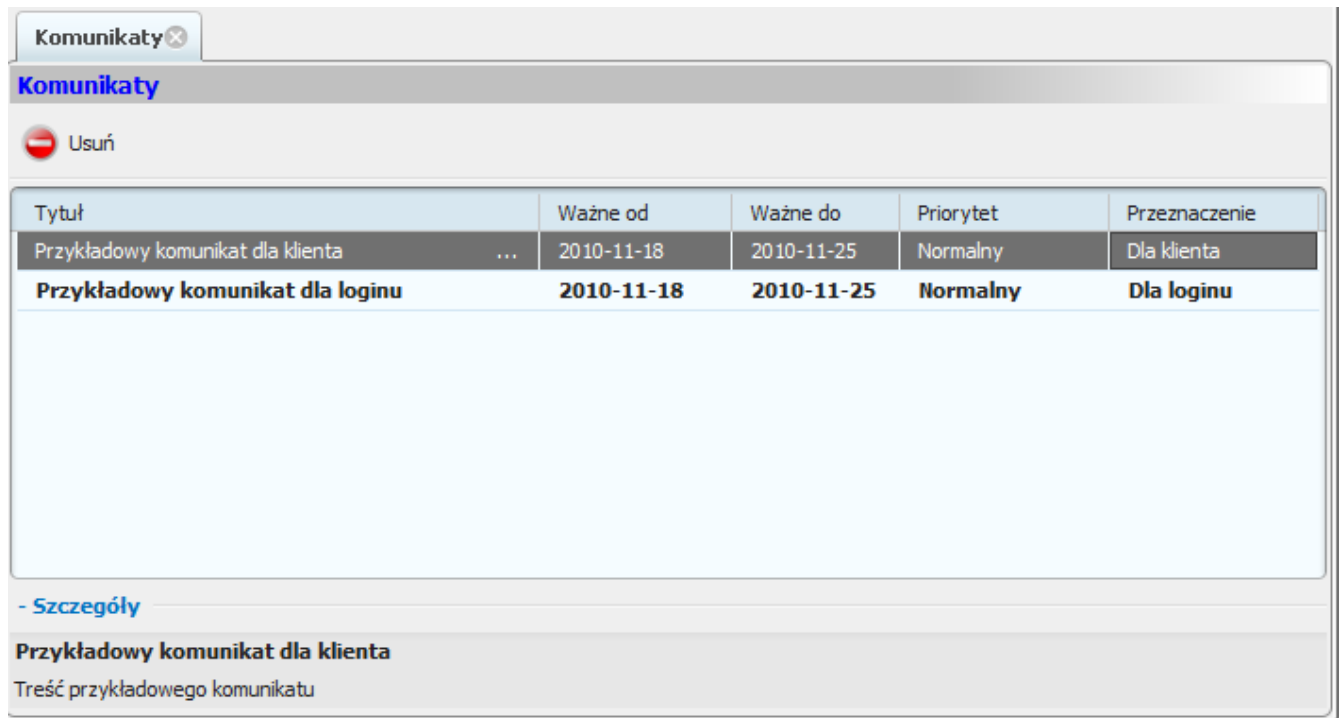 Komunikaty
Komunikaty
Usuń
Tytuł Ważne od Ważne do Priorytet Przeznaczenie
Przykładowy komunikat dla klienta ... 2010-11-18 2010-11-25 Normalny Dla klienta
Przykładowy komunikat dla loginu 2010-11-18 2010-11-25 Normalny Dla loginu
- Szczegóły
Przykładowy komunikat dla klienta
Treść przykładowego komunikatu